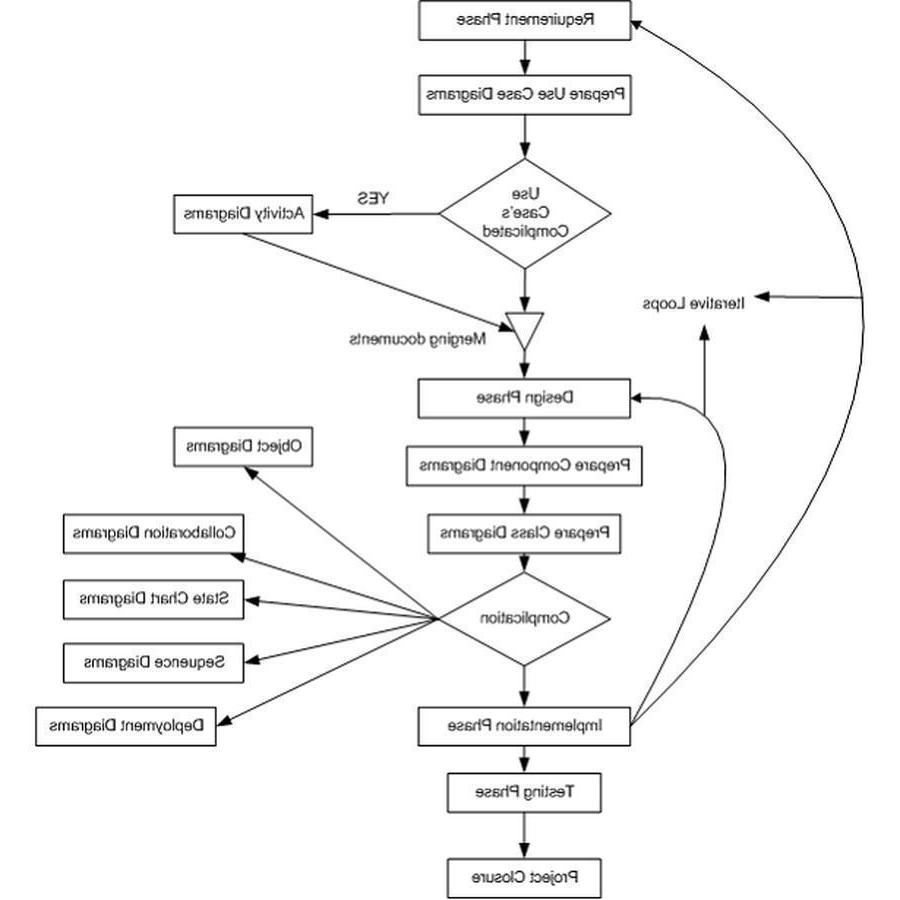 Requirement Phase
Prepare Use Case Diagrams
Use
Case's
Complicated
YES
Activity Diagrams
Iterative Loops
Merging documents
Design Phase
Object Diagrams
Prepare Component Diagrams
Collaboration Diagrams
Prepare Class Diagrams
State Chart Diagrams
Complication
Sequence Diagrams
Deployment Diagrams
Implementation Phase
Testing Phase
Project Closure